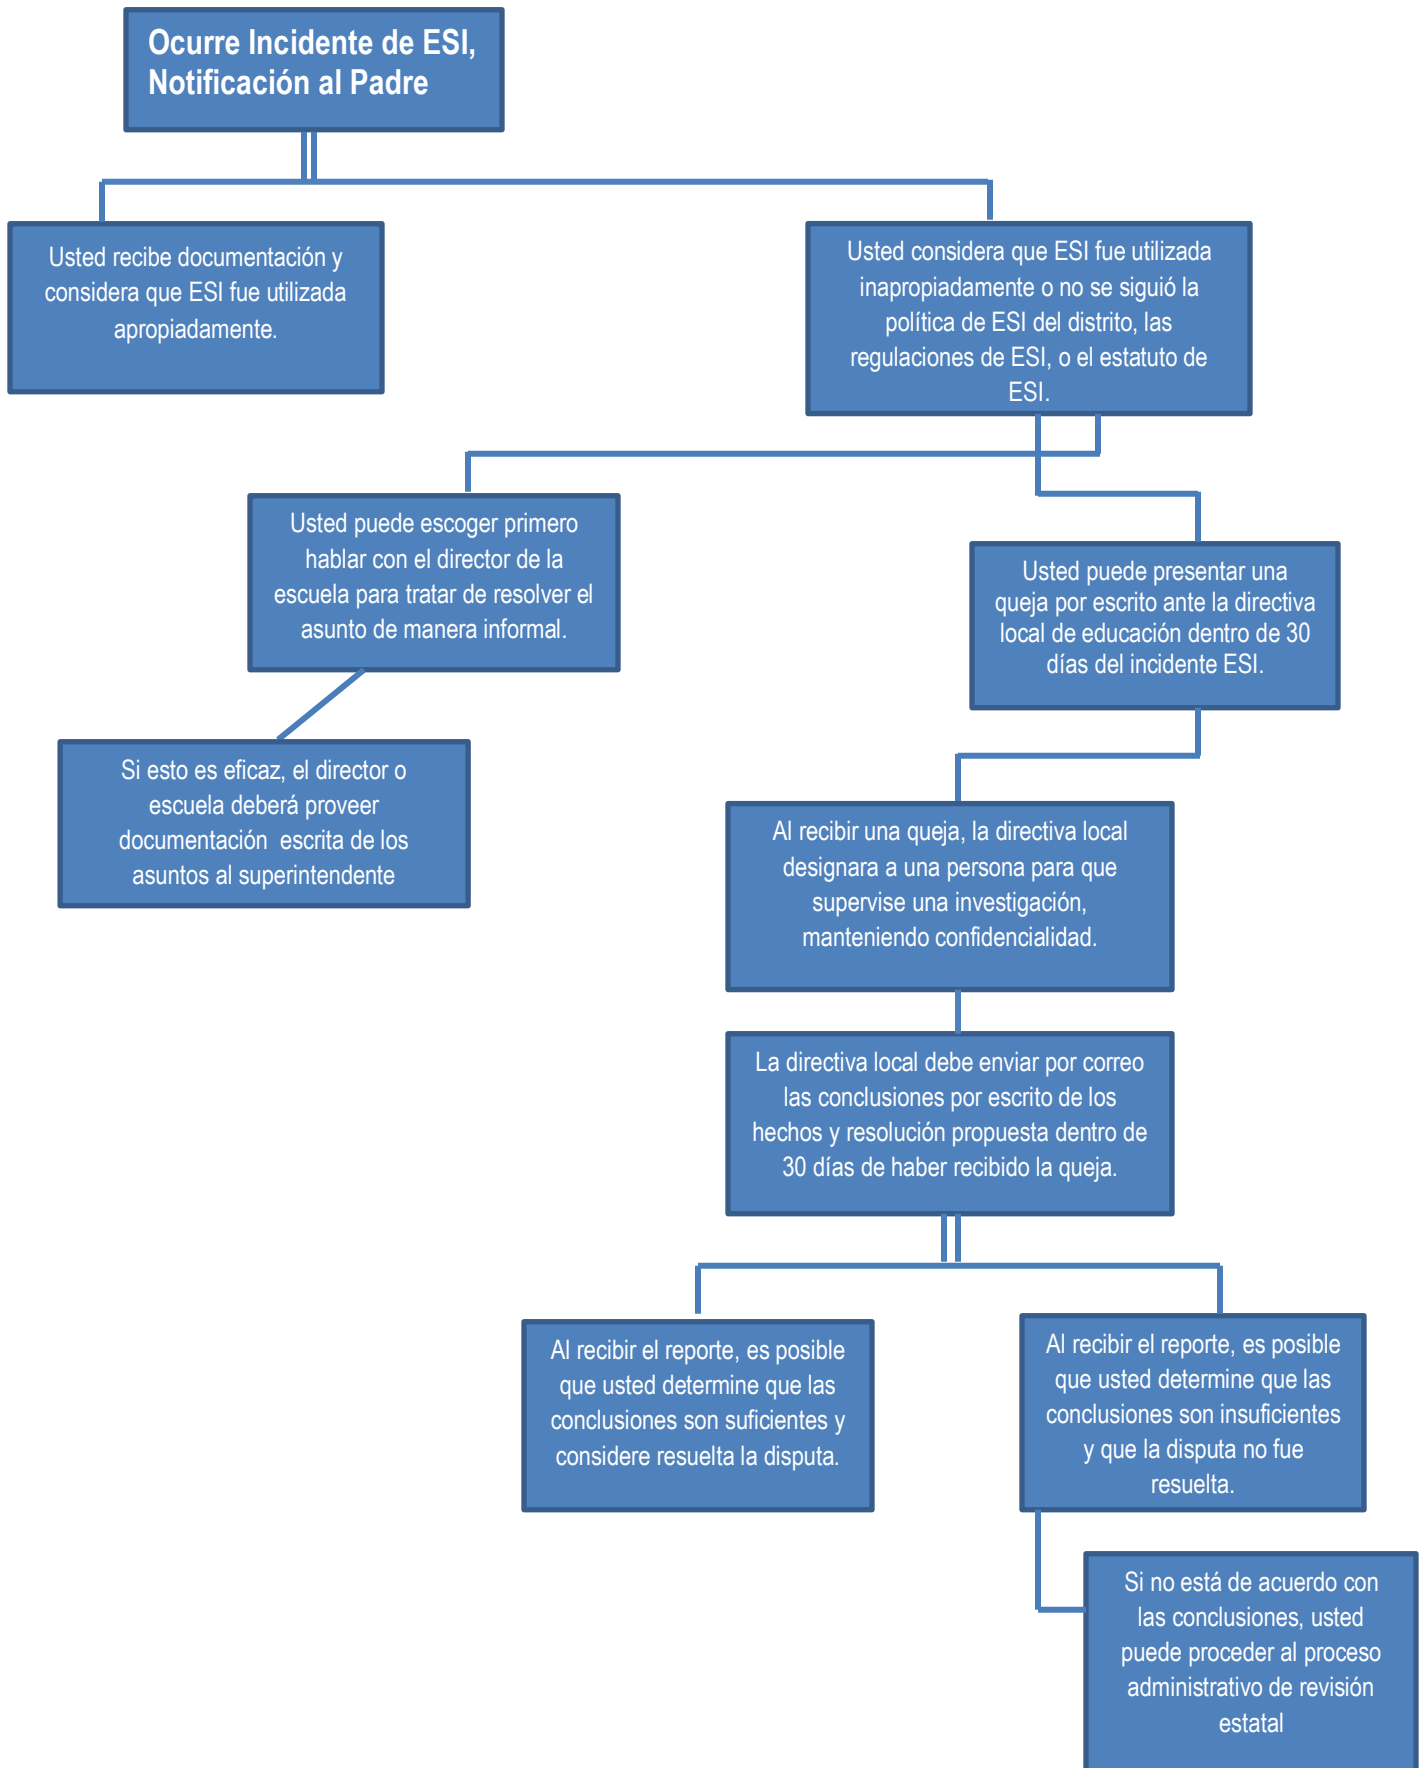 Ocurre Incidente de ESI,
Notificación al Padre
Usted recibe documentación y
considera que ESI fue utilizada
apropiadamente.
Usted considera que ESI fue utilizada
inapropiadamente o no se siguió la
política de ESI del distrito, las
regulaciones de ESI, o el estatuto de
ESI.
Usted puede escoger primero
hablar con el director de la
escuela para tratar de resolver el
asunto de manera informal.
Usted puede presentar una
queja por escrito ante la directiva
local de educación dentro de 30
días del incidente ESI.
Si esto es eficaz, el director o
escuela deberá proveer
documentación  escrita de los
asuntos al superintendente
Al recibir una queja, la directiva local
designara a una persona para que
supervise una investigación,
manteniendo confidencialidad.
La directiva local debe enviar por correo
las conclusiones por escrito de los
hechos y resolución propuesta dentro de
30 días de haber recibido la queja.
Al recibir el reporte, es posible
que usted determine que las
conclusiones son suficientes y
considere resuelta la disputa.
Al recibir el reporte, es posible
que usted determine que las
conclusiones son insuficientes
y que la disputa no fue
resuelta.
Si no está de acuerdo con
las conclusiones, usted
puede proceder al proceso
administrativo de revisión
estatal